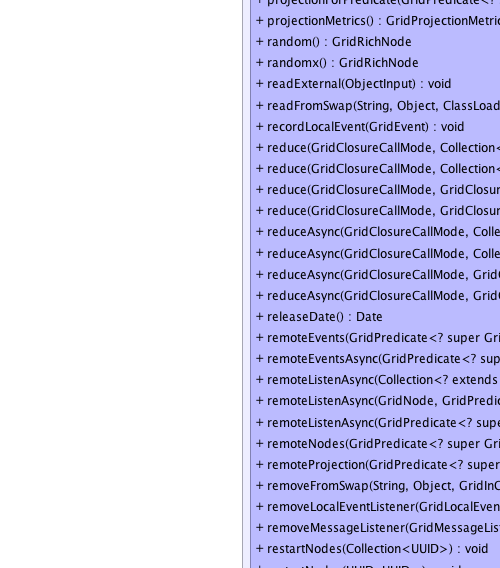 + projectionForPredicate(GridPredicate<?
+ projectionMetrics() : GridProjectionMetric
+ random() : GridRichNode
+ randomx() : GridRichNode
+ readExternal(ObjectInput) : void
+ readFromSwap(String, Object, ClassLoad
+ recordLocalEvent(GridEvent) : void
+ reduce(GridClosureCallMode, Collection<
+ reduce(GridClosureCallMode, Collection<
+ reduce(GridClosureCallMode, GridClosur
+ reduce(GridClosureCallMode, GridClosur
+ reduceAsync(GridClosureCallMode, Colle
+ reduceAsync(GridClosureCallMode, Colle
+ reduceAsync(GridClosureCallMode, Grid
+ reduceAsync(GridClosureCallMode, Grid
+ releaseDate() : Date
+ remoteEvents(GridPredicate<? super Gri
+ remoteEventsAsync(GridPredicate<? sup
+ remoteListenAsync(Collection<? extends
+ remoteListenAsync(GridNode, GridPredic
+ remoteListenAsync(GridPredicate<? supe
+ remoteNodes(GridPredicate<? super Gri
+ remoteProjection(GridPredicate<? super
+ removeFromSwap(String, Object, GridInC
+ removeLocalEventListener(GridLocalEven
+ removeMessageListener(GridMessageLis
+ restartNodes(Collection<UUID>) : void